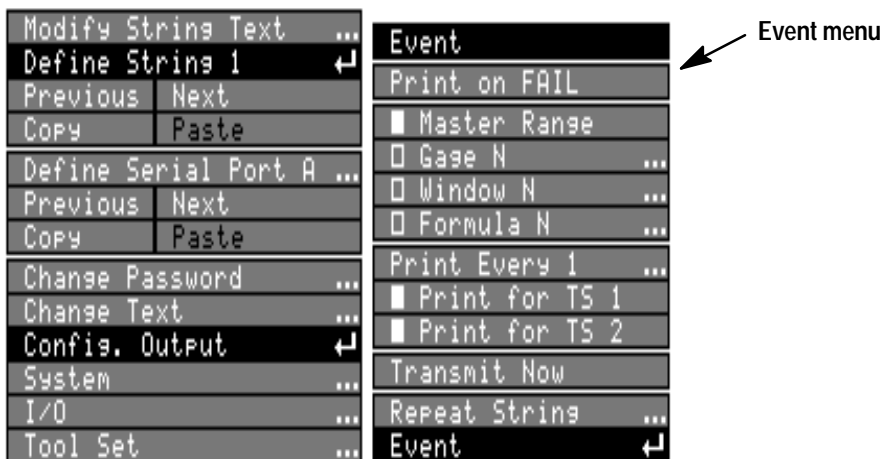 Modify String Text ...
Define String 1 ↵
Previous Next
Copy Paste
Define Serial Port A ...
Previous Next
Copy Paste
Change Password ...
Change Text ...
Config. Output ↵
System ...
I/O ...
Tool Set ...
Event
Print on FAIL
Master Range
Gage N ...
Window N ...
Formula N ...
Print Every 1 ...
Print for TS 1
Print for TS 2
Transmit Now
Repeat String ...
Event ↵
Event menu